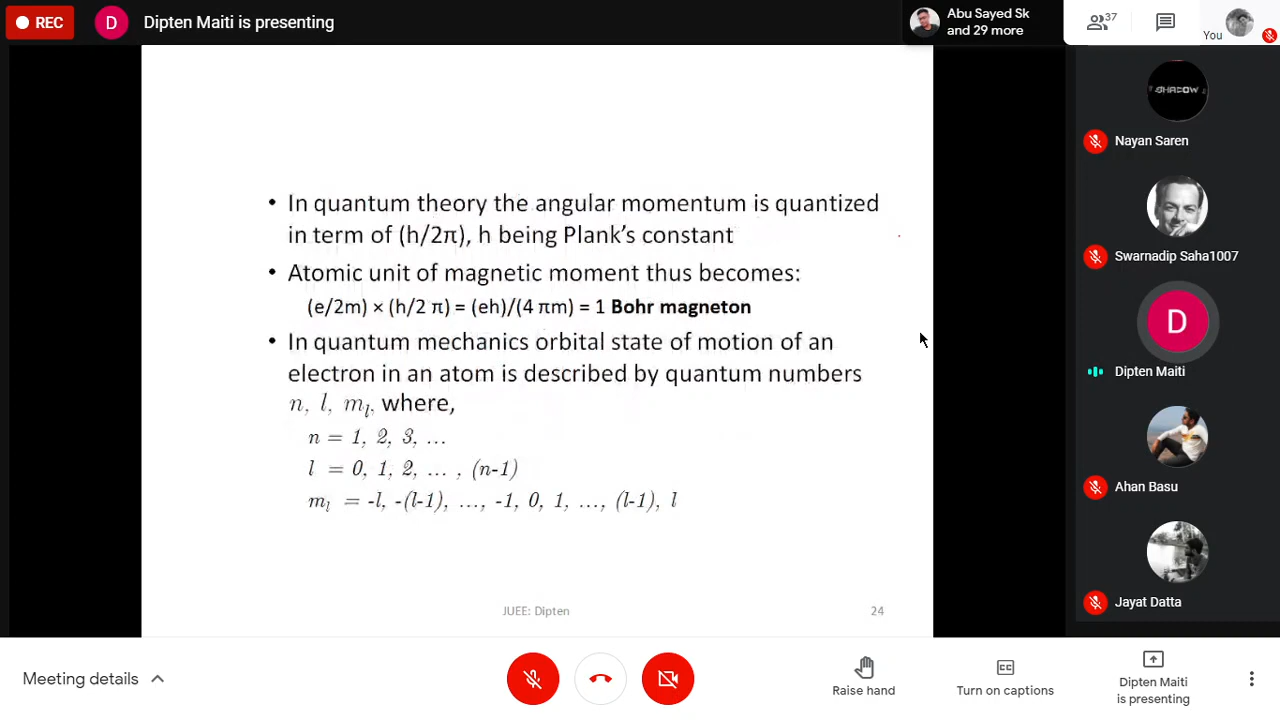 REC
D
Dipten Maiti is presenting
Abu Sayed Sk
and 29 more
37
You
• In quantum theory the angular momentum is quantized
in term of (h/2π), h being Plank's constant
• Atomic unit of magnetic moment thus becomes:
(e/2m) × (h/2 π) = (eh)/(4 πm) = 1 Bohr magneton
• In quantum mechanics orbital state of motion of an
electron in an atom is described by quantum numbers
n, l, mₗ, where,
n = 1, 2, 3, ...
l = 0, 1, 2, ... , (n-1)
mₗ = -l, -(l-1), ..., -1, 0, 1, ..., (l-1), l
JUEE: Dipten
24
SHADOW
Nayan Saren
Swarnadip Saha1007
D
Dipten Maiti
Ahan Basu
Jayat Datta
Meeting details
Raise hand
Turn on captions
Dipten Maiti
is presenting